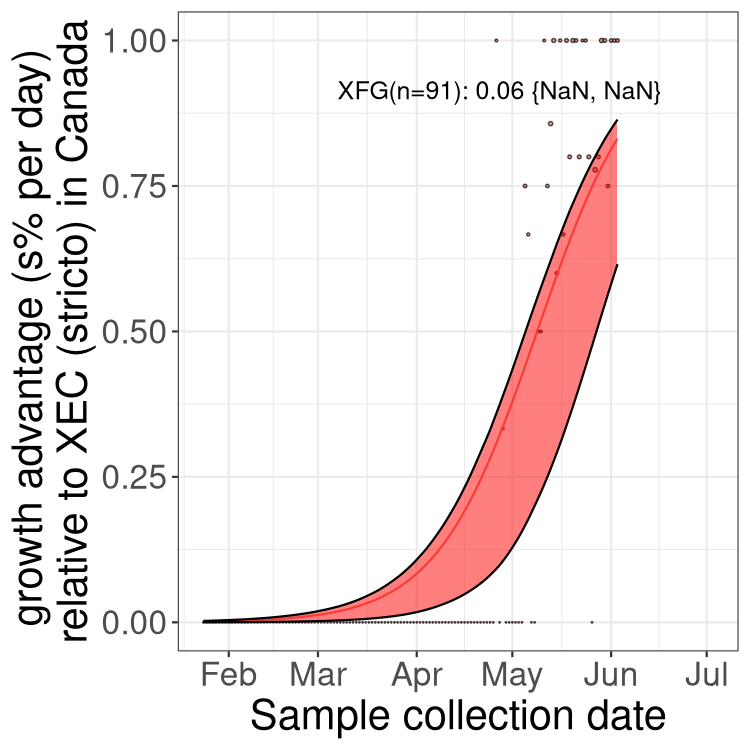 growth advantage (s% per day)
relative to XEC (stricto) in Canada
1.00
0.75
0.50
0.25
0.00
XFG(n=91): 0.06 {NaN, NaN}
Feb Mar Apr May Jun Jul
Sample collection date